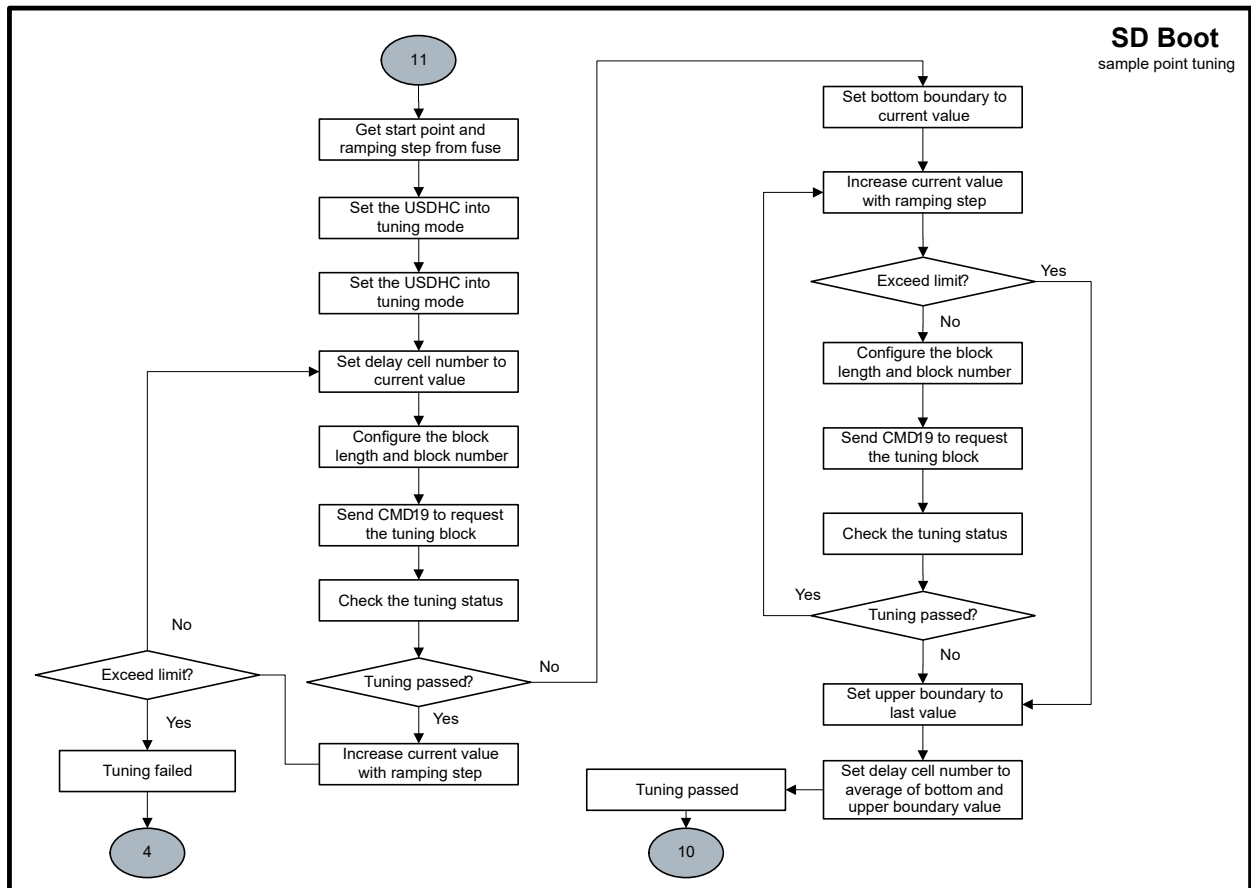 SD Boot
sample point tuning
11
Get start point and
ramping step from fuse
Set the USDHC into
tuning mode
Set the USDHC into
tuning mode
Set delay cell number to
current value
Configure the block
length and block number
Send CMD19 to request
the tuning block
Check the tuning status
Tuning passed?
No
Yes
Increase current value
with ramping step
Exceed limit?
No
Yes
Tuning failed
4
Set bottom boundary to
current value
Increase current value
with ramping step
Exceed limit?
Yes
No
Configure the block
length and block number
Send CMD19 to request
the tuning block
Check the tuning status
Tuning passed?
Yes
No
Set upper boundary to
last value
Set delay cell number to
average of bottom and
upper boundary value
Tuning passed
10